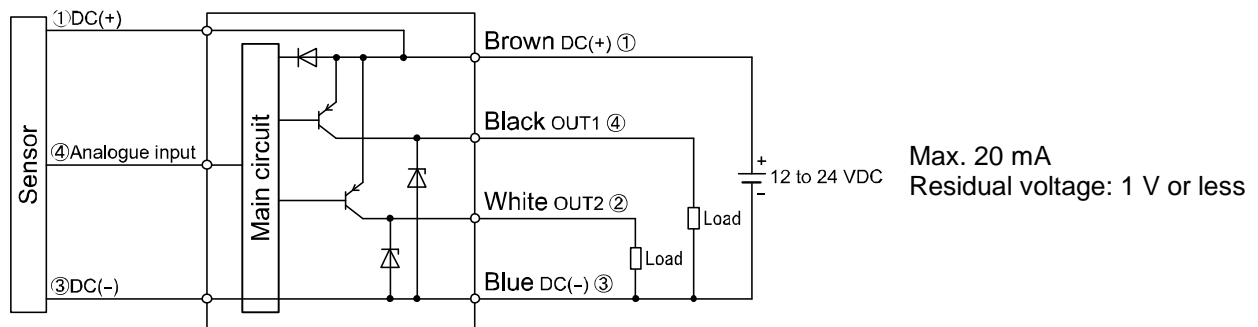 ①DC(+)
Brown DC(+) ①
Black OUT1 ④
④Analogue input
Sensor
Main circuit
+
12 to 24 VDC
−
Max. 20 mA
Residual voltage: 1 V or less
White OUT2 ②
Load
Load
③DC(−)
Blue DC(−) ③